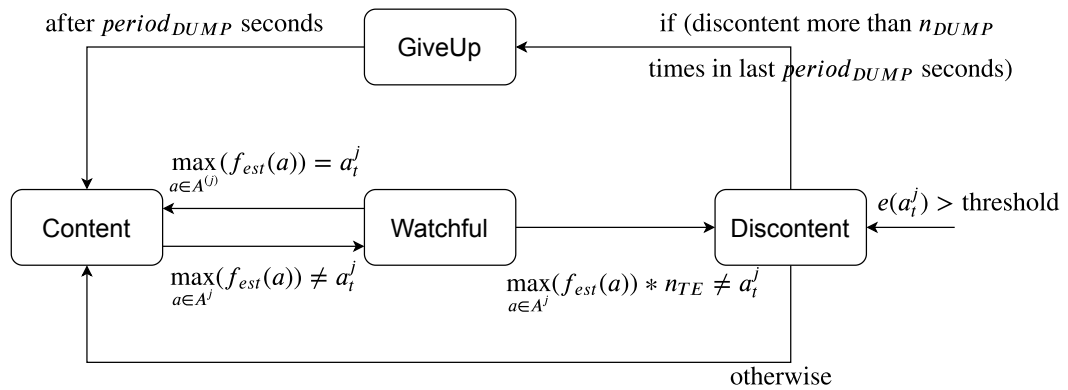 after period_DUMP seconds
GiveUp
if (discontent more than n_DUMP
times in last period_DUMP seconds)
max_{a∈A^{(j)}}(f_est(a)) = a_t^j
Content
Watchful
Discontent
e(a_t^j) > threshold
max_{a∈A^j}(f_est(a)) ≠ a_t^j
max_{a∈A^j}(f_est(a)) * n_TE ≠ a_t^j
otherwise